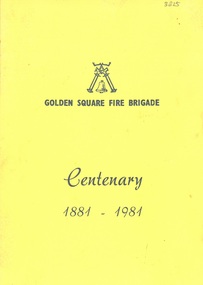 GOLDEN SQUARE FIRE BRIGADE
Centenary
1881 - 1981